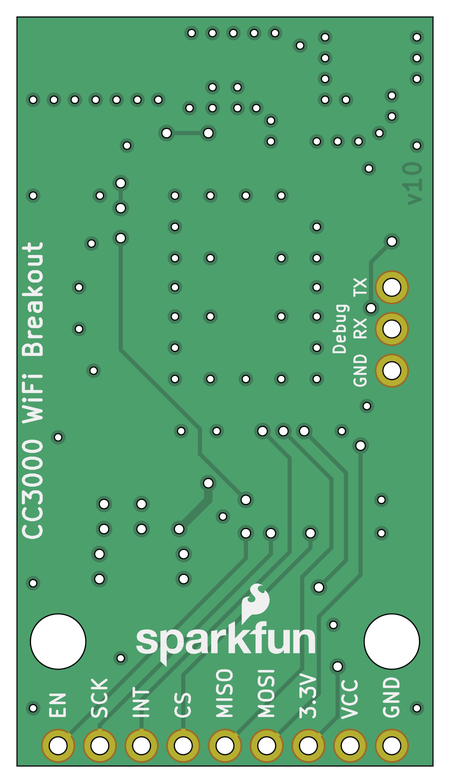 v10
CC3000 WiFi Breakout
Debug
TX
RX
GND
sparkfun
EN
SCK
INT
CS
MISO
MOSI
3.3V
VCC
GND